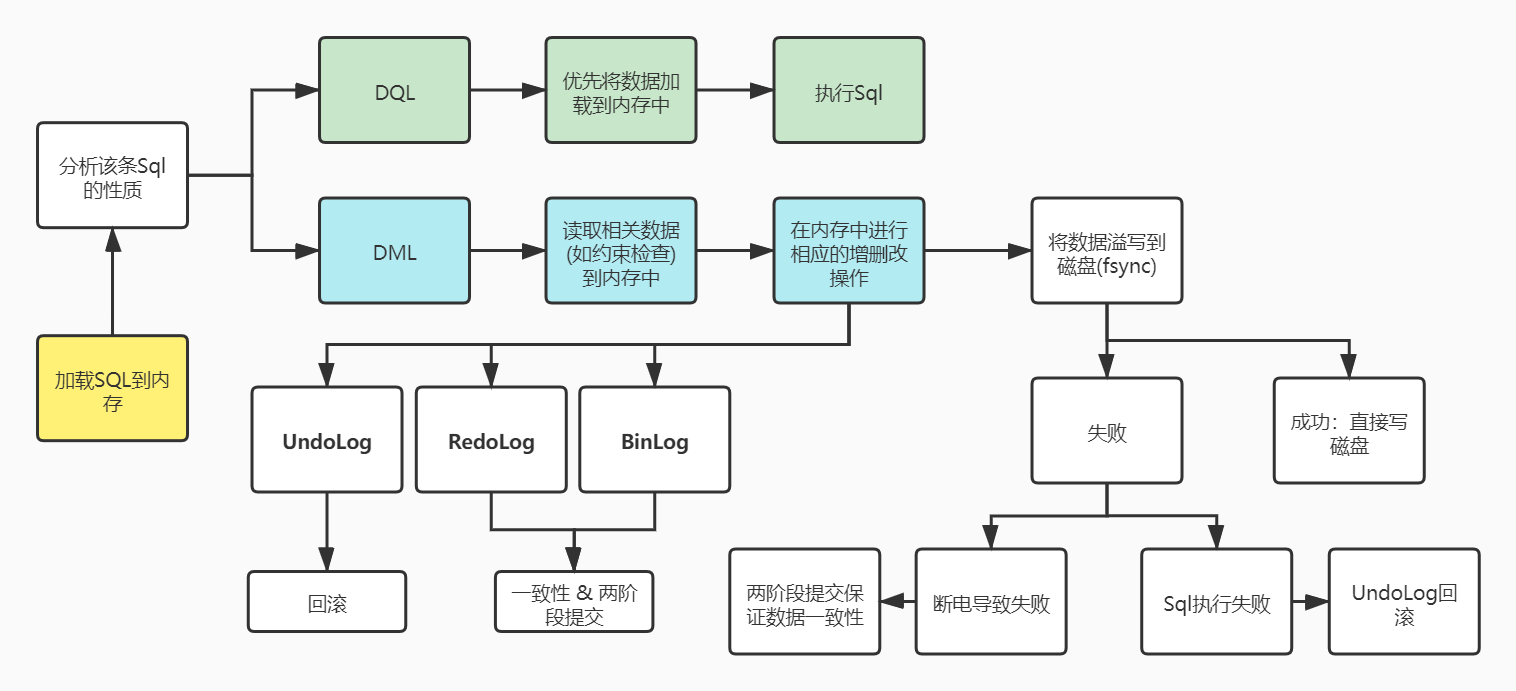 DQL
优先将数据加
载到内存中
执行Sql
分析该条Sql
的性质
DML
读取相关数据
(如约束检查)
到内存中
在内存中进行
相应的增删改
操作
将数据溢写到
磁盘(fsync)
加载SQL到内
存
UndoLog
RedoLog
BinLog
失败
成功：直接写
磁盘
回滚
一致性 & 两阶
段提交
两阶段提交保
证数据一致性
断电导致失败
Sql执行失败
UndoLog回
滚